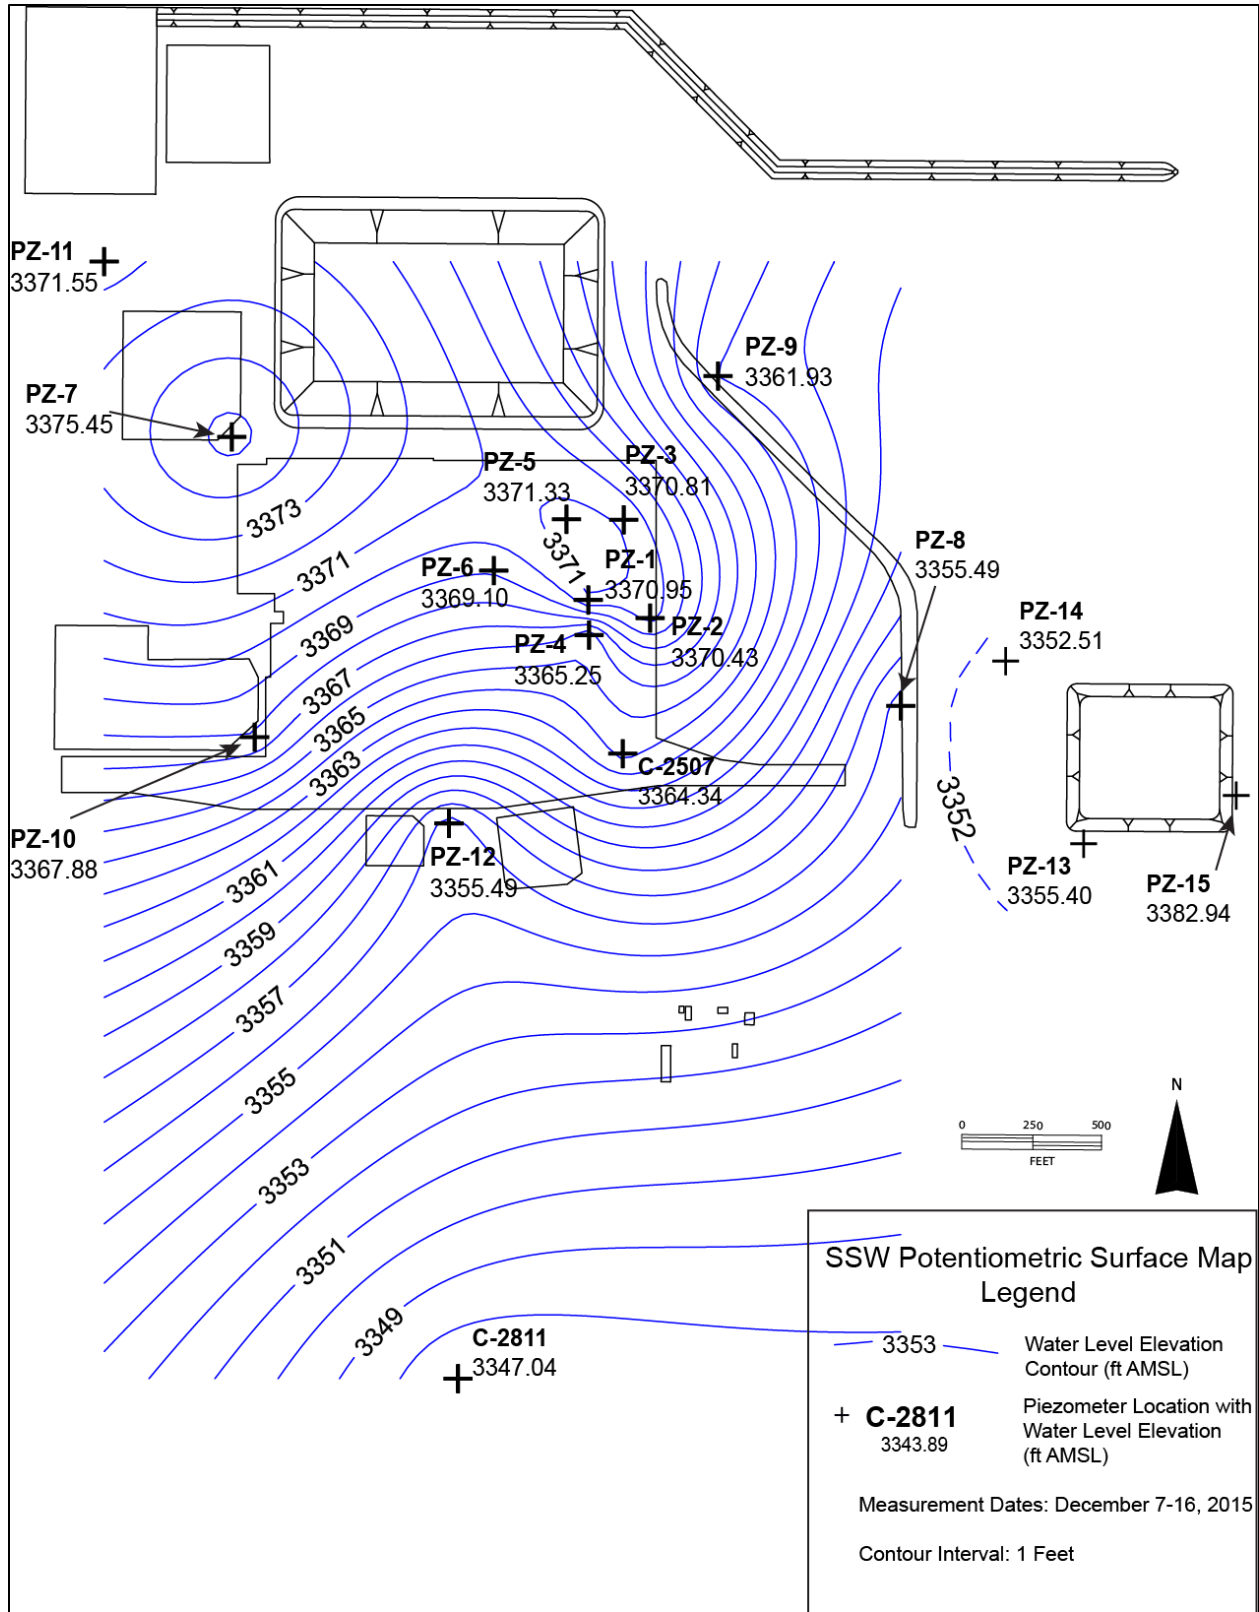 PZ-11
3371.55
PZ-7
3375.45
PZ-9
3361.93
PZ-3
3370.81
PZ-5
3371.33
3373
3371
3371
PZ-6
3369.10
PZ-1
3370.95
PZ-8
3355.49
PZ-14
3352.51
3369
PZ-4
3365.25
PZ-2
3370.43
3367
3365
3363
C-2507
3364.34
3352
PZ-10
3367.88
PZ-12
3355.49
PZ-13
3355.40
PZ-15
3382.94
3361
3359
3357
3355
3353
3351
3349
C-2811
3347.04
N
0 250 500
FEET
SSW Potentiometric Surface Map
Legend
3353
Water Level Elevation
Contour (ft AMSL)
C-2811
3343.89
Piezometer Location with
Water Level Elevation
(ft AMSL)
Measurement Dates: December 7-16, 2015
Contour Interval: 1 Feet